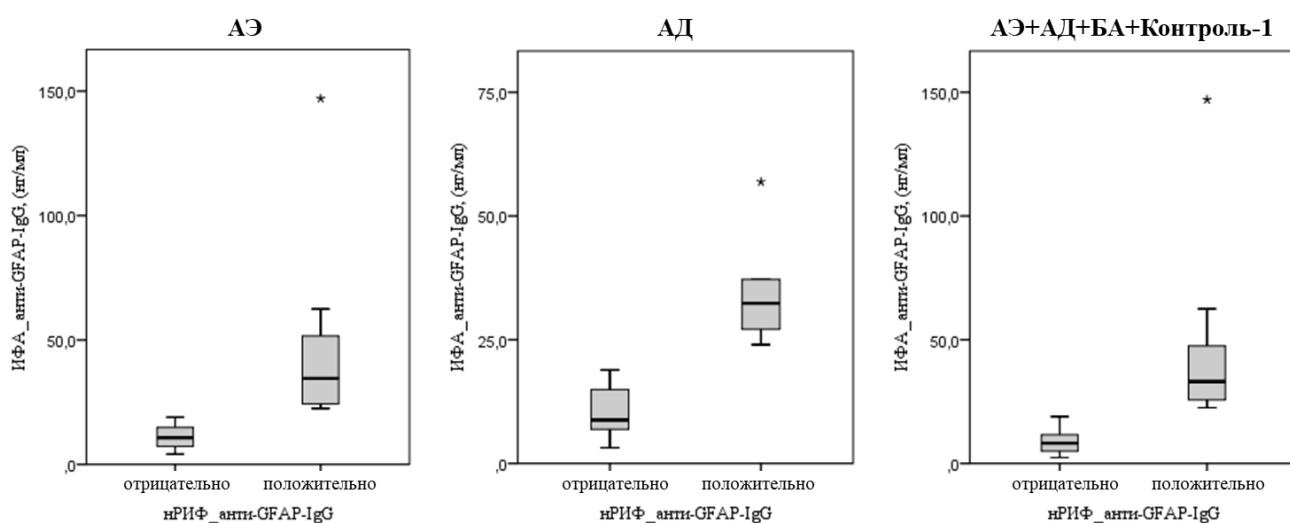 АЭ
ИФА_анти-GFAP-IgG, (нг/мл)
150,0
100,0
50,0
,0
*
отрицательно положительно
нРИФ_анти-GFAP-IgG
АД
ИФА_анти-GFAP-IgG, (нг/мл)
75,0
50,0
25,0
,0
*
отрицательно положительно
нРИФ_анти-GFAP-IgG
АЭ+АД+БА+Контроль-1
ИФА_анти-GFAP-IgG, (нг/мл)
150,0
100,0
50,0
,0
*
отрицательно положительно
нРИФ_анти-GFAP-IgG